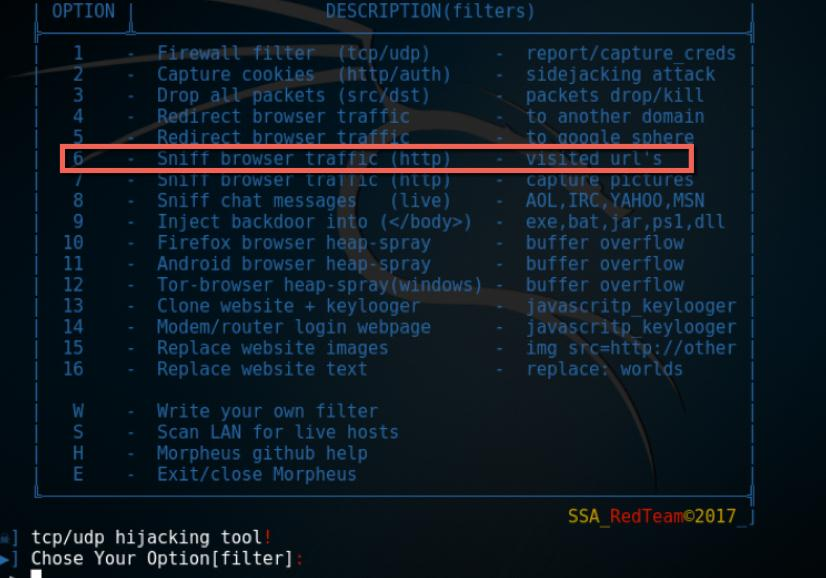 OPTION DESCRIPTION(filters)
1 - Firewall filter (tcp/udp) - report/capture_creds
2 - Capture cookies (http/auth) - sidejacking attack
3 - Drop all packets (src/dst) - packets drop/kill
4 - Redirect browser traffic - to another domain
5 - Redirect browser traffic - to google sphere
6 - Sniff browser traffic (http) - visited url's
7 - Sniff browser traffic (http) - capture pictures
8 - Sniff chat messages (live) - AOL,IRC,YAHOO,MSN
9 - Inject backdoor into (</body>) - exe,bat,jar,ps1,dll
10 - Firefox browser heap-spray - buffer overflow
11 - Android browser heap-spray - buffer overflow
12 - Tor-browser heap-spray(windows) - buffer overflow
13 - Clone website + keylooger - javascritp_keylooger
14 - Modem/router login webpage - javascritp_keylooger
15 - Replace website images - img src=http://other
16 - Replace website text - replace: worlds
W - Write your own filter
S - Scan LAN for live hosts
H - Morpheus github help
E - Exit/close Morpheus
SSA_RedTeam©2017_
] tcp/udp hijacking tool!
] Chose Your Option[filter]: